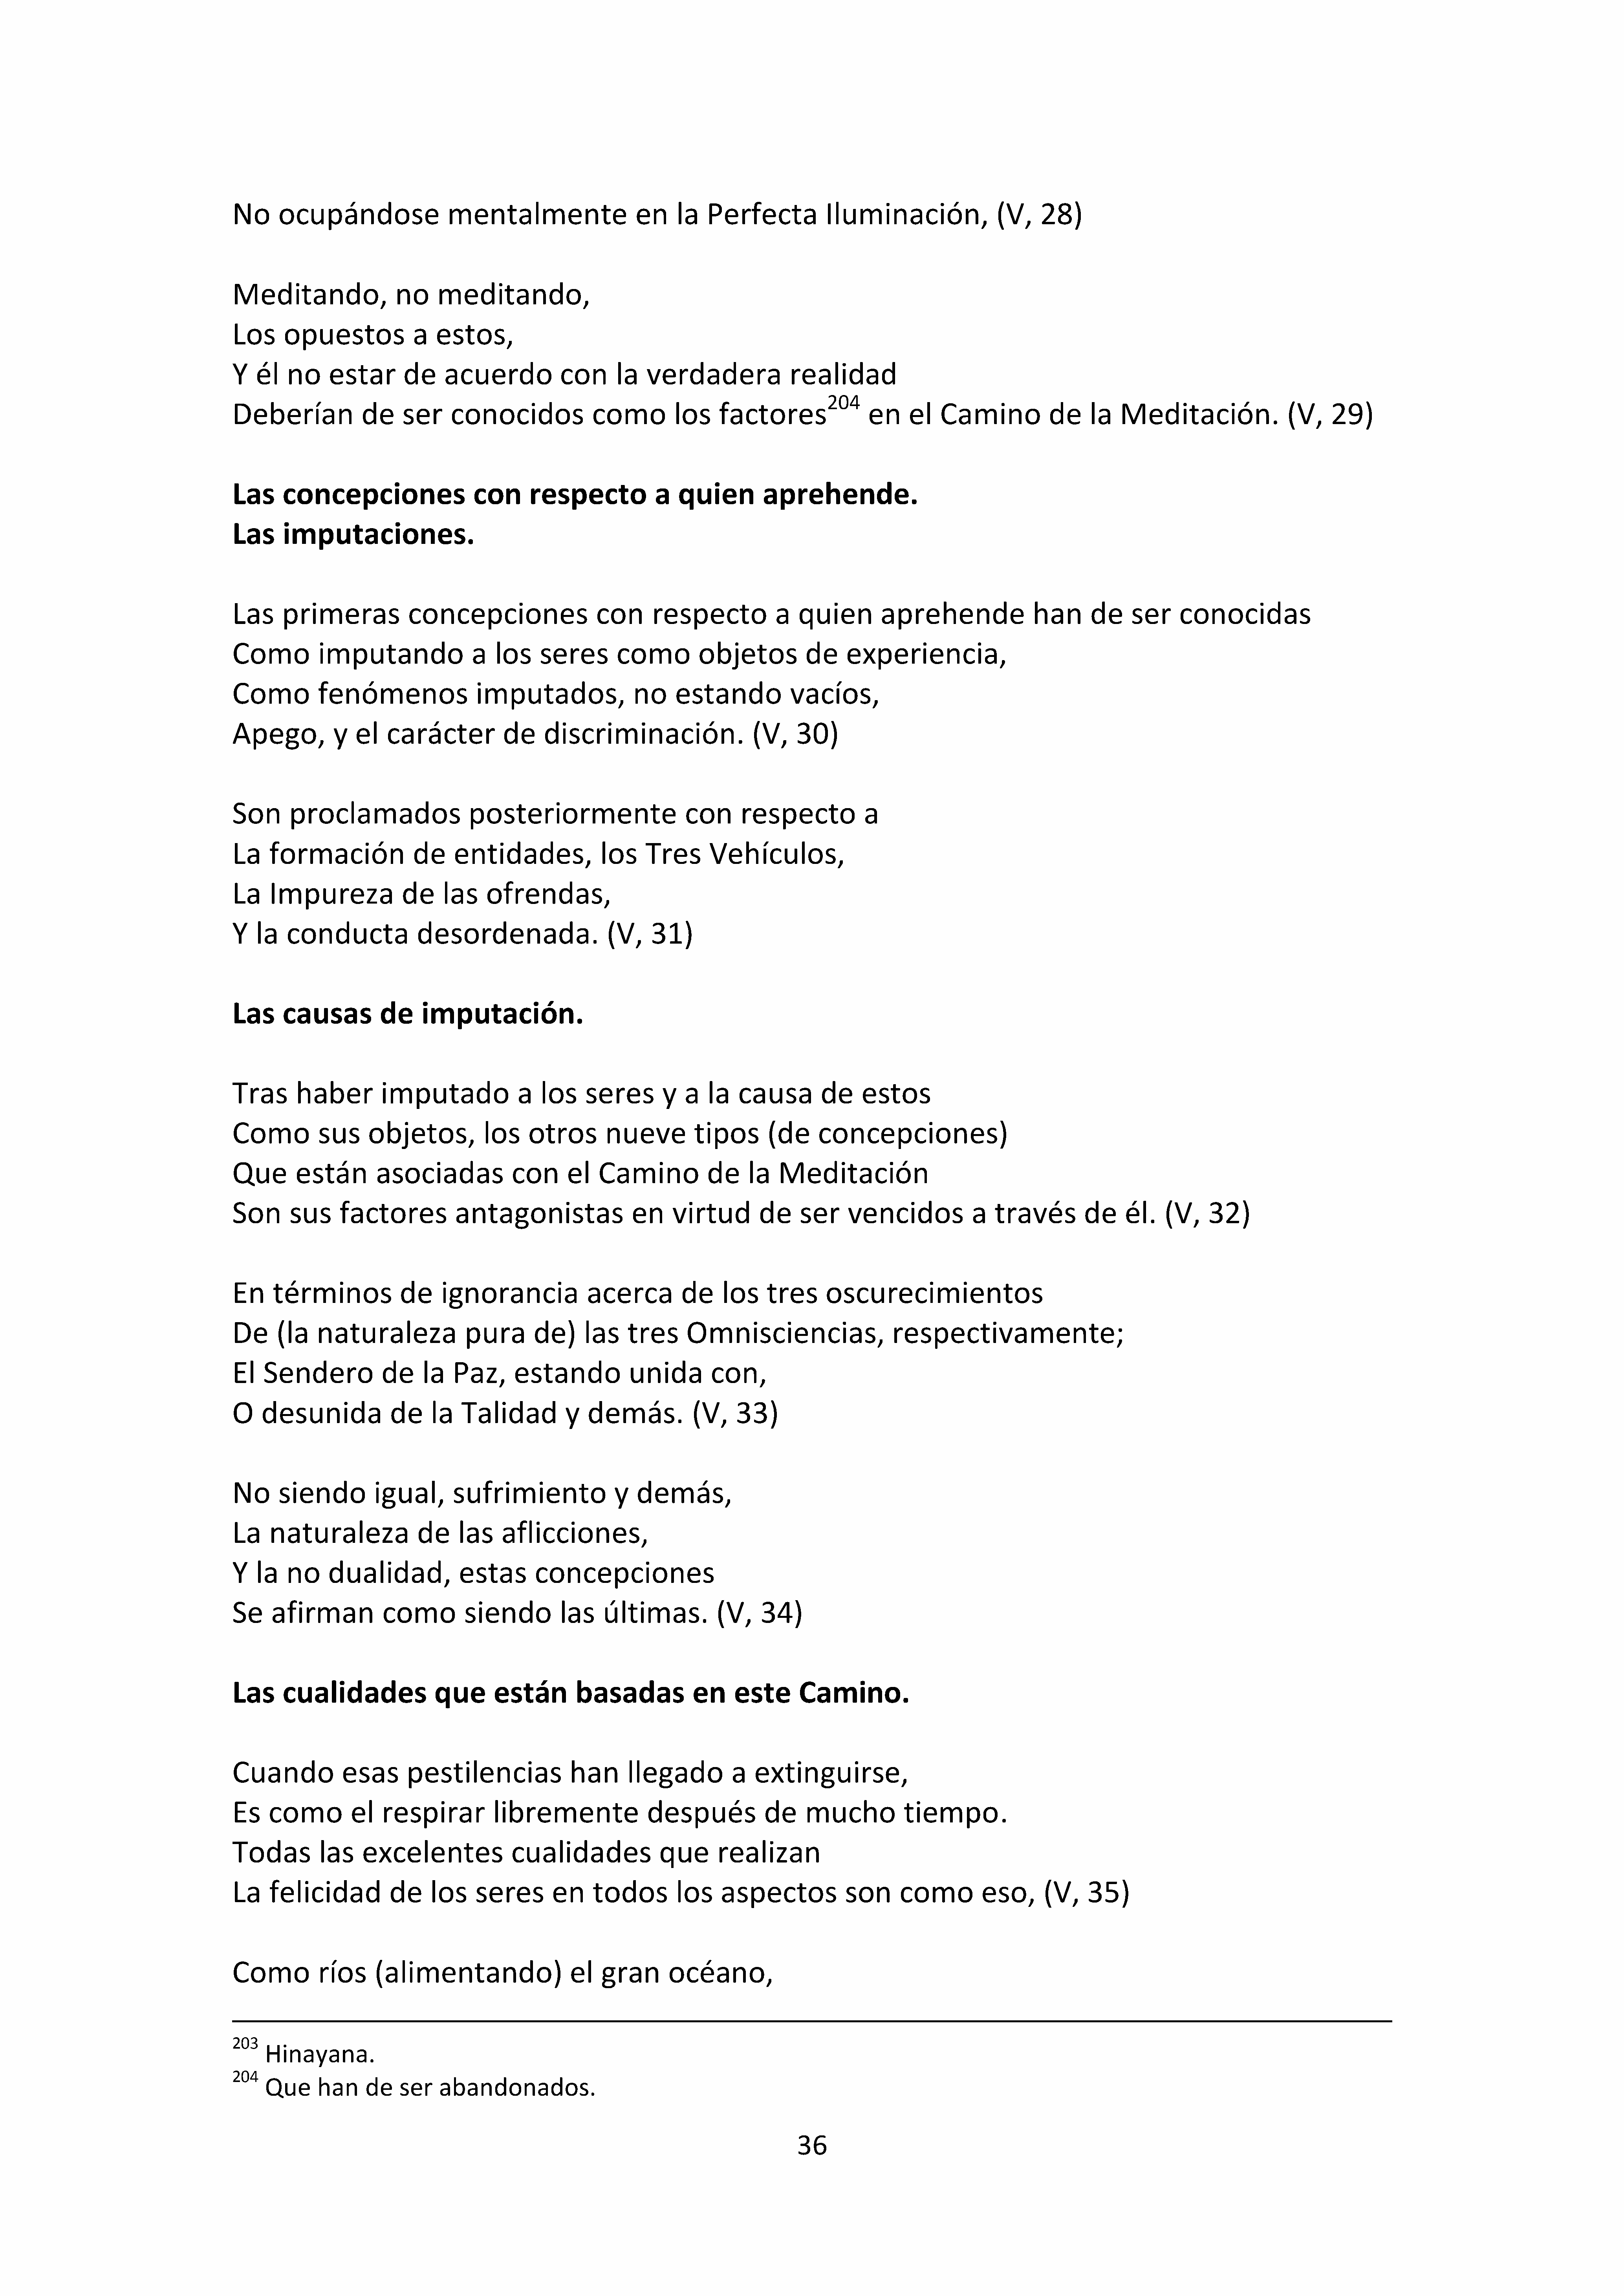 No ocupándose mentalmente en la Perfecta Iluminación, (V, 28)
Meditando, no meditando,
Los opuestos a estos,
Y él no estar de acuerdo con la verdadera realidad
Deberían de ser conocidos como los factores204 en el Camino de la Meditación. (V, 29)
Las concepciones con respecto a quien aprehende.
Las imputaciones.
Las primeras concepciones con respecto a quien aprehende han de ser conocidas
Como imputando a los seres como objetos de experiencia,
Como fenómenos imputados, no estando vacíos,
Apego, y el carácter de discriminación. (V, 30)
Son proclamados posteriormente con respecto a
La formación de entidades, los Tres Vehículos,
La Impureza de las ofrendas,
Y la conducta desordenada. (V, 31)
Las causas de imputación.
Tras haber imputado a los seres y a la causa de estos
Como sus objetos, los otros nueve tipos (de concepciones)
Que están asociadas con el Camino de la Meditación
Son sus factores antagonistas en virtud de ser vencidos a través de él. (V, 32)
En términos de ignorancia acerca de los tres oscurecimientos
De (la naturaleza pura de) las tres Omnisciencias, respectivamente;
El Sendero de la Paz, estando unida con,
O desunida de la Talidad y demás. (V, 33)
No siendo igual, sufrimiento y demás,
La naturaleza de las aflicciones,
Y la no dualidad, estas concepciones
Se afirman como siendo las últimas. (V, 34)
Las cualidades que están basadas en este Camino.
Cuando esas pestilencias han llegado a extinguirse,
Es como el respirar libremente después de mucho tiempo.
Todas las excelentes cualidades que realizan
La felicidad de los seres en todos los aspectos son como eso, (V, 35)
Como ríos (alimentando) el gran océano,
203 Hinayana.
204 Que han de ser abandonados.
36